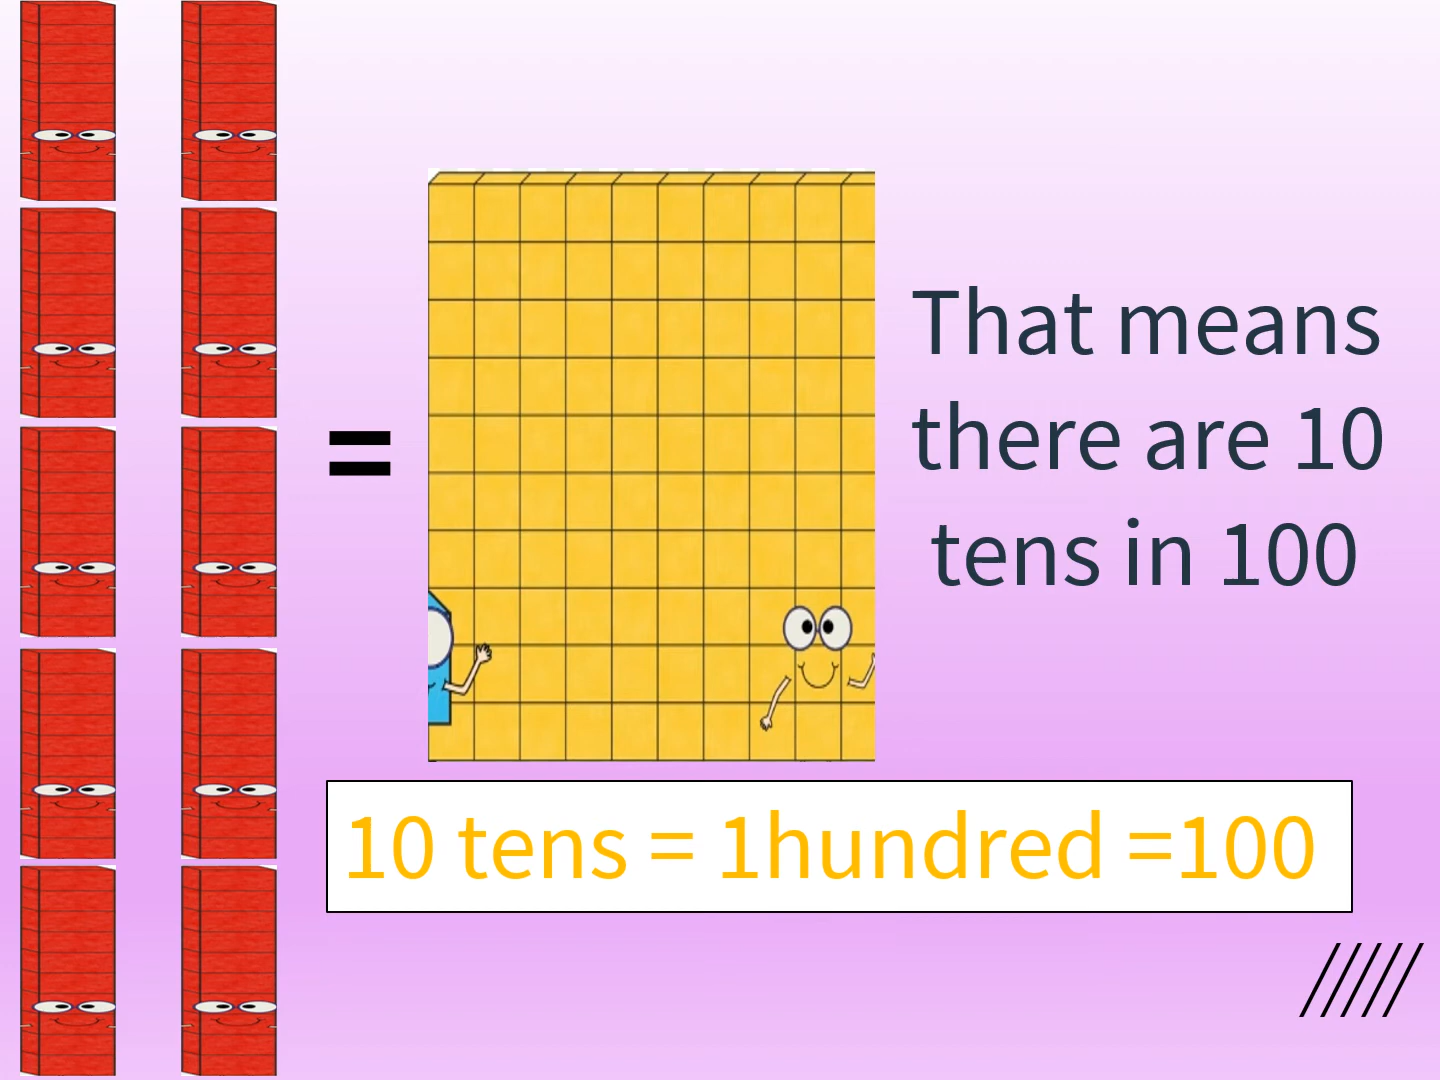 =
That means
there are 10
tens in 100
10 tens = 1hundred =100